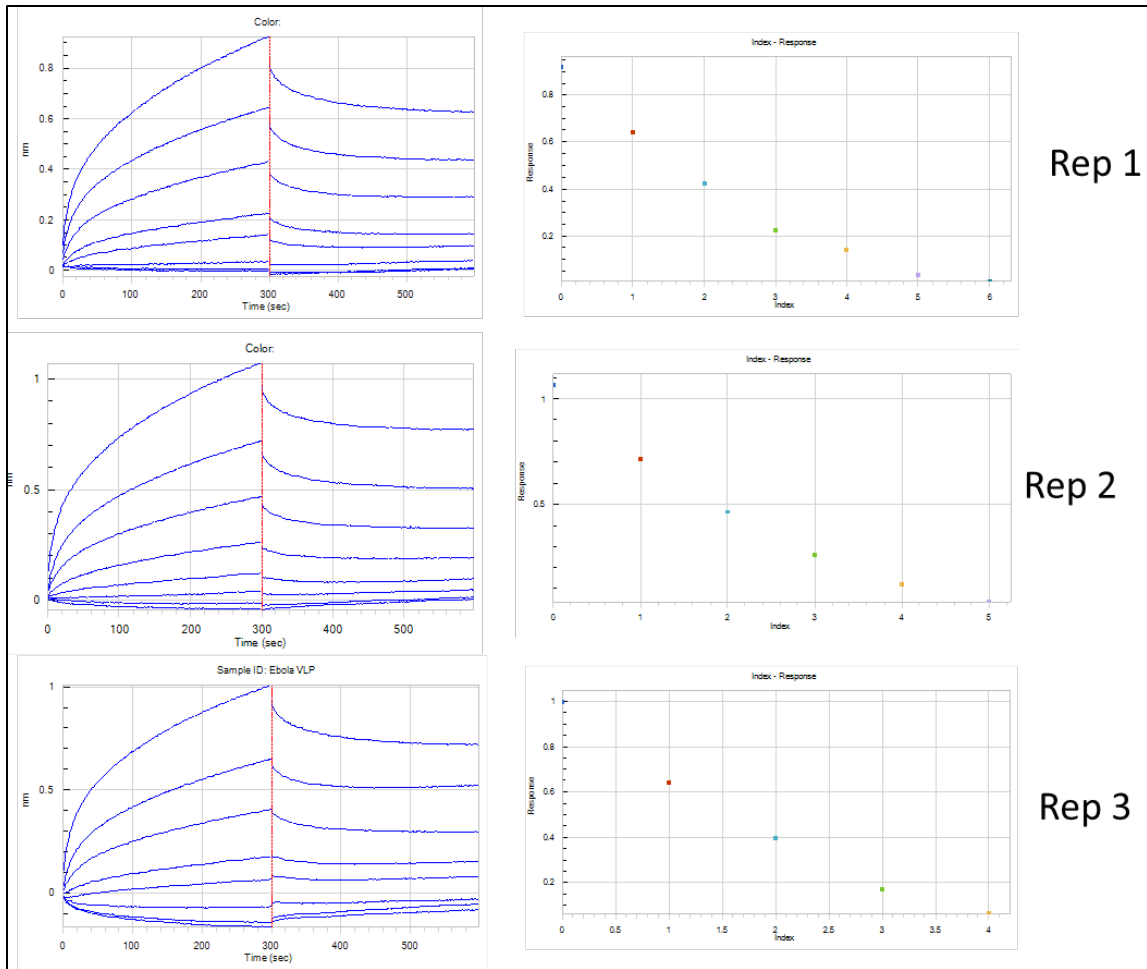 Color:
0.8
0.6
0.4
0.2
0
nm
0 100 200 300 400 500
Time (sec)
Index - Response
0.8
0.6
0.4
0.2
Response
0 1 2 3 4 5 6
Index
Rep 1
Color:
1
0.5
0
nm
0 100 200 300 400 500
Time (sec)
Index - Response
1
0.5
Response
0 1 2 3 4 5
Index
Rep 2
Sample ID: Ebola VLP
1
0.5
0
nm
0 100 200 300 400 500
Time (sec)
Index - Response
1
0.8
0.6
0.4
0.2
Response
0 0.5 1 1.5 2 2.5 3 3.5 4
Index
Rep 3